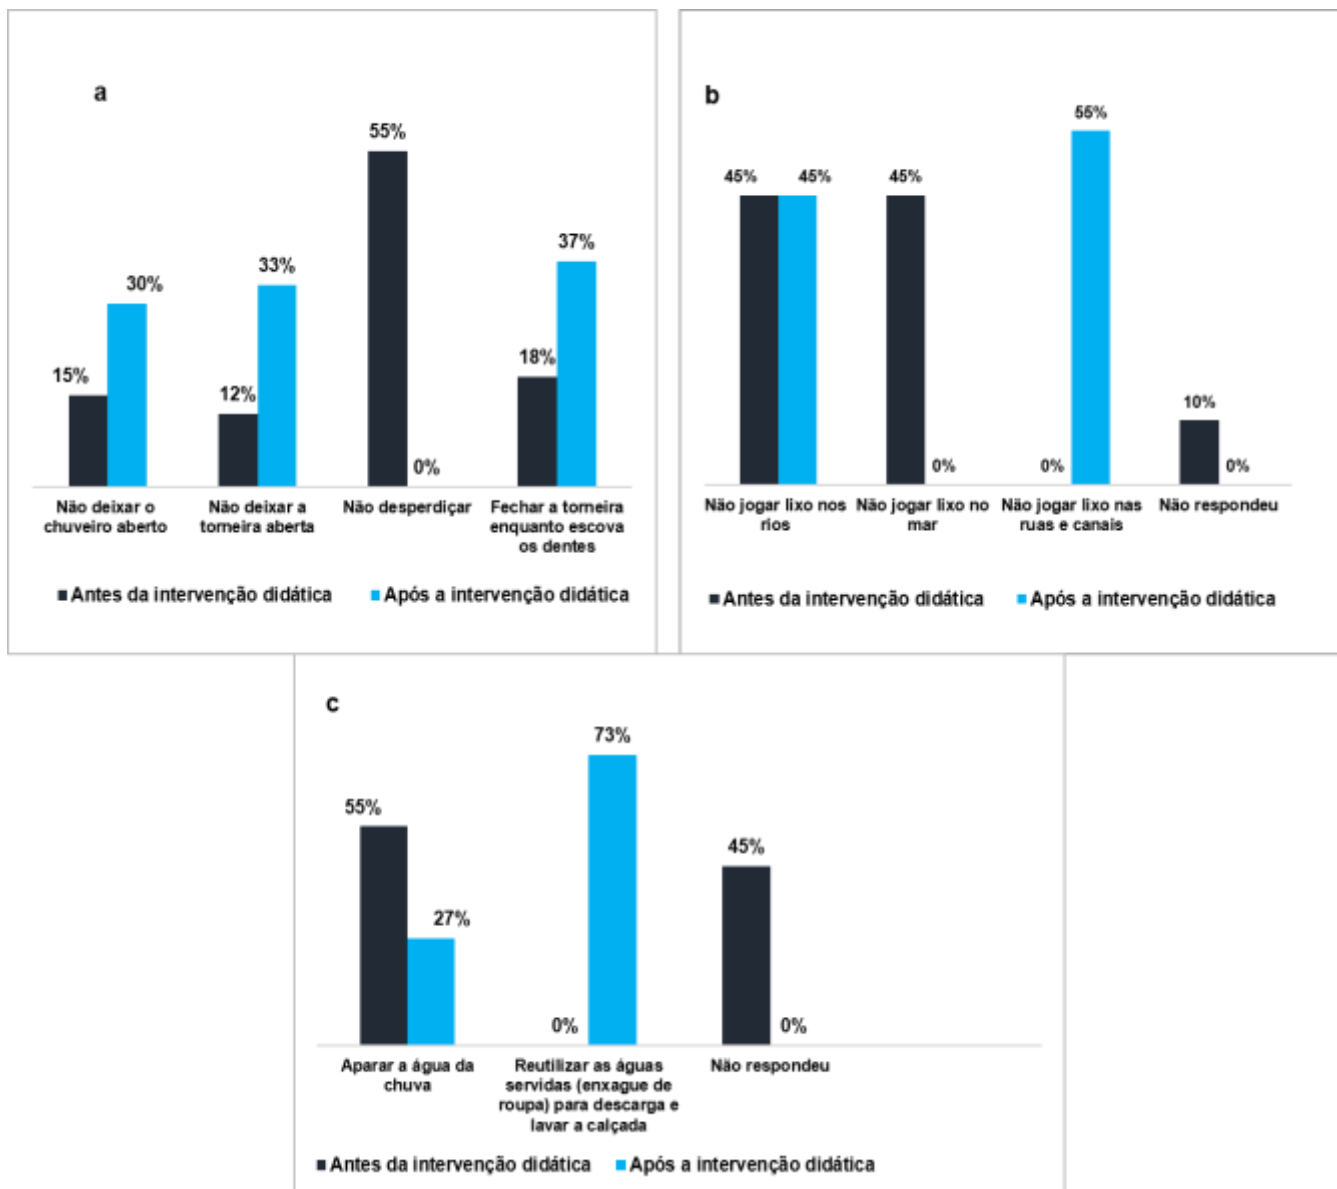 a
55%
37%
33%
30%
18%
15%
12%
0%
Não deixar o
chuveiro aberto
Não deixar a
torneira aberta
Não desperdiçar
Fechar a torneira
enquanto escova
os dentes
Antes da intervenção didática
Após a intervenção didática
b
55%
45%
45%
45%
10%
0%
0%
0%
Não jogar lixo nos
rios
Não jogar lixo no
mar
Não jogar lixo nas
ruas e canais
Não respondeu
Antes da intervenção didática
Após a intervenção didática
c
73%
55%
45%
27%
0%
0%
Aparar a água da
chuva
Reutilizar as águas
servidas (enxague de
roupa) para descarga e
lavar a calçada
Não respondeu
Antes da intervenção didática
Após a intervenção didática